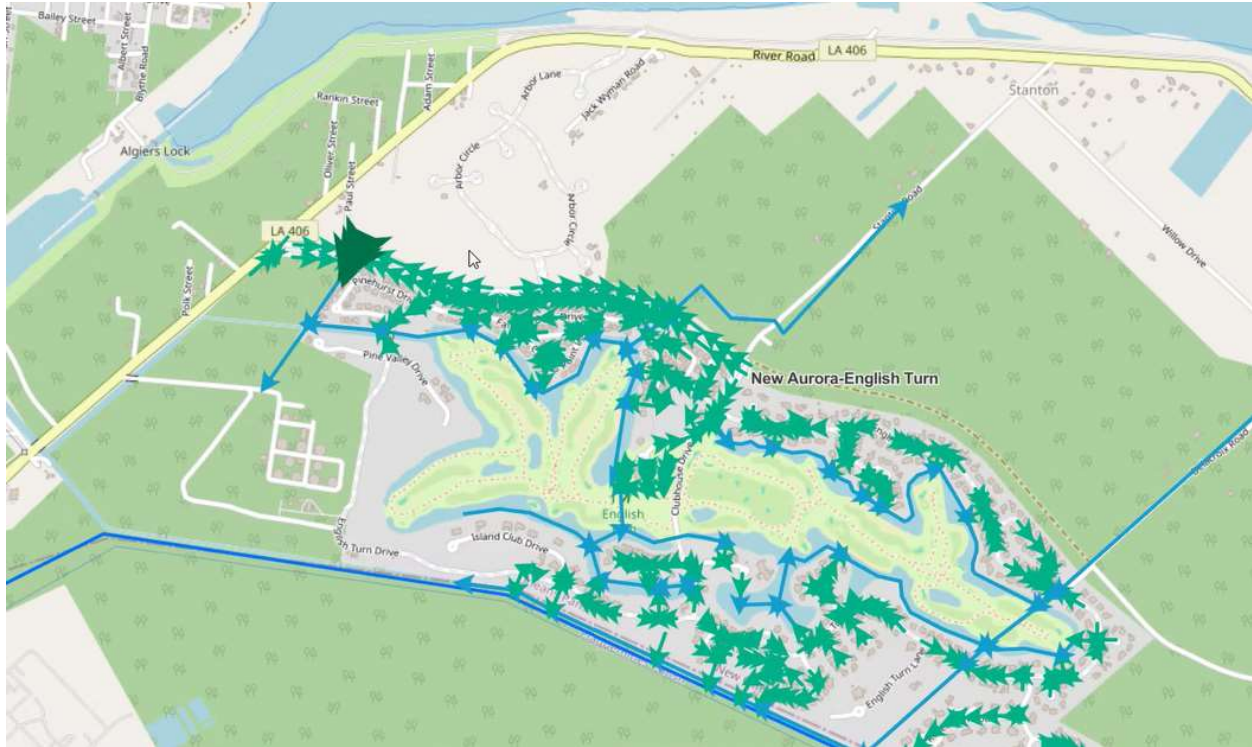 Bailey Street
Albert Street
Blythe Road
Algiers Lock
Rankin Street
Adam Street
Oliver Street
Paul Street
Arbor Lane
Jack Wyman Road
Arbor Circle
Arbor Circle
River Road
LA 406
Stanton
Willow Drive
LA 406
Polk Street
Pinehurst
Drive
Pine Valley Drive
New Aurora-English Turn
Clubhouse Drive
English
Island Club Drive
English Turn Drive
English Turn Lane